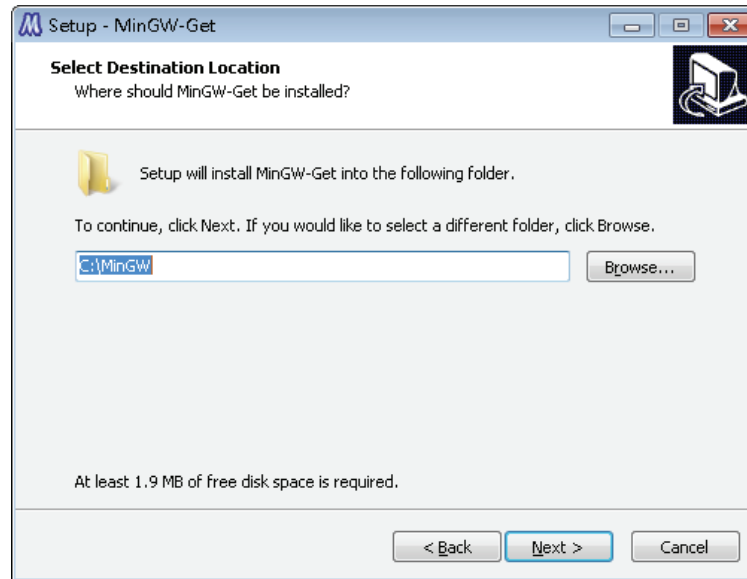 Setup - MinGW-Get
Select Destination Location
Where should MinGW-Get be installed?
Setup will install MinGW-Get into the following folder.
To continue, click Next. If you would like to select a different folder, click Browse.
C:\MinGW
Browse...
At least 1.9 MB of free disk space is required.
< Back
Next >
Cancel